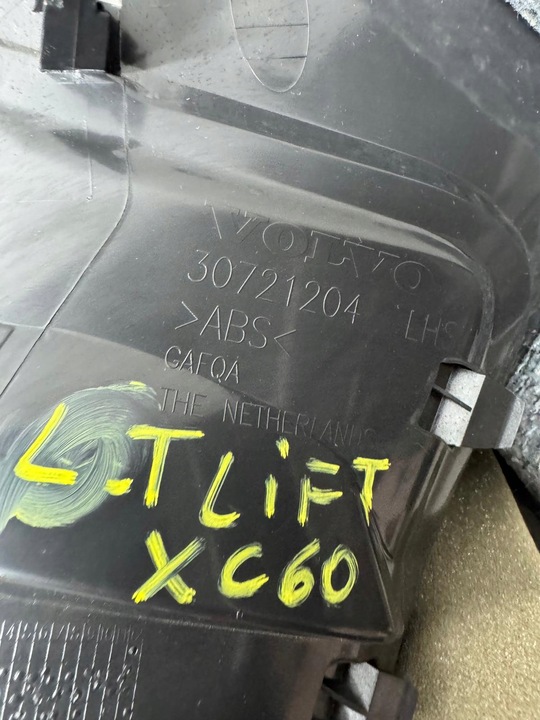 VOLVO
30721204 LHS
>ABS<
GAFQA
THE NETHERLANDS
L.T LiFT
XC60